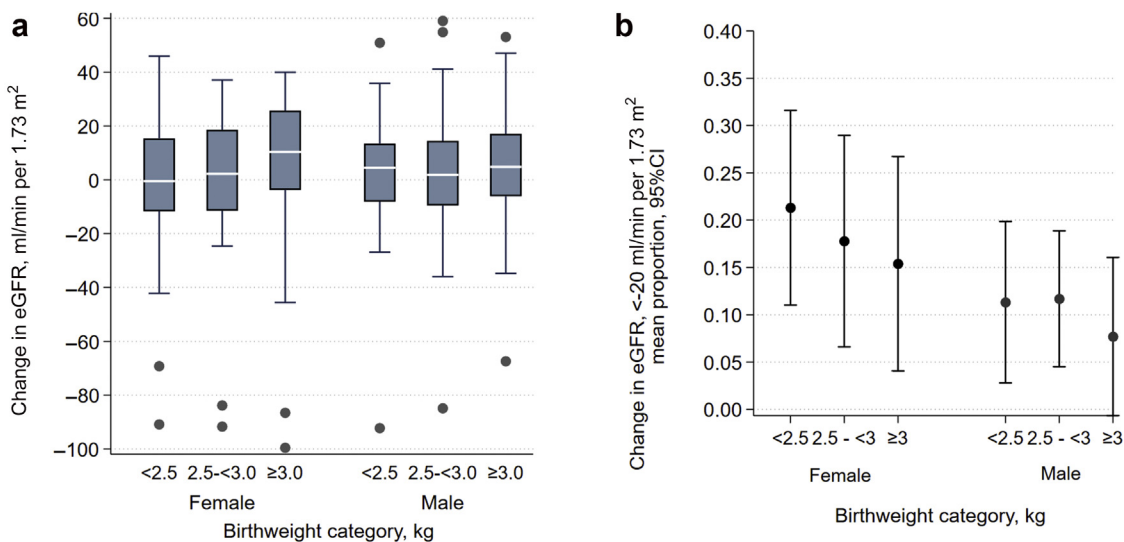 a
Change in eGFR, ml/min per 1.73 m²
60
40
20
0
–20
–40
–60
–80
–100
<2.5 2.5-<3.0 ≥3.0 <2.5 2.5-<3.0 ≥3.0
Female Male
Birthweight category, kg
b
Change in eGFR, <-20 ml/min per 1.73 m²
mean proportion, 95%CI
0.40
0.35
0.30
0.25
0.20
0.15
0.10
0.05
0.00
<2.5 2.5 - <3 ≥3 <2.5 2.5 - <3 ≥3
Female Male
Birthweight category, kg